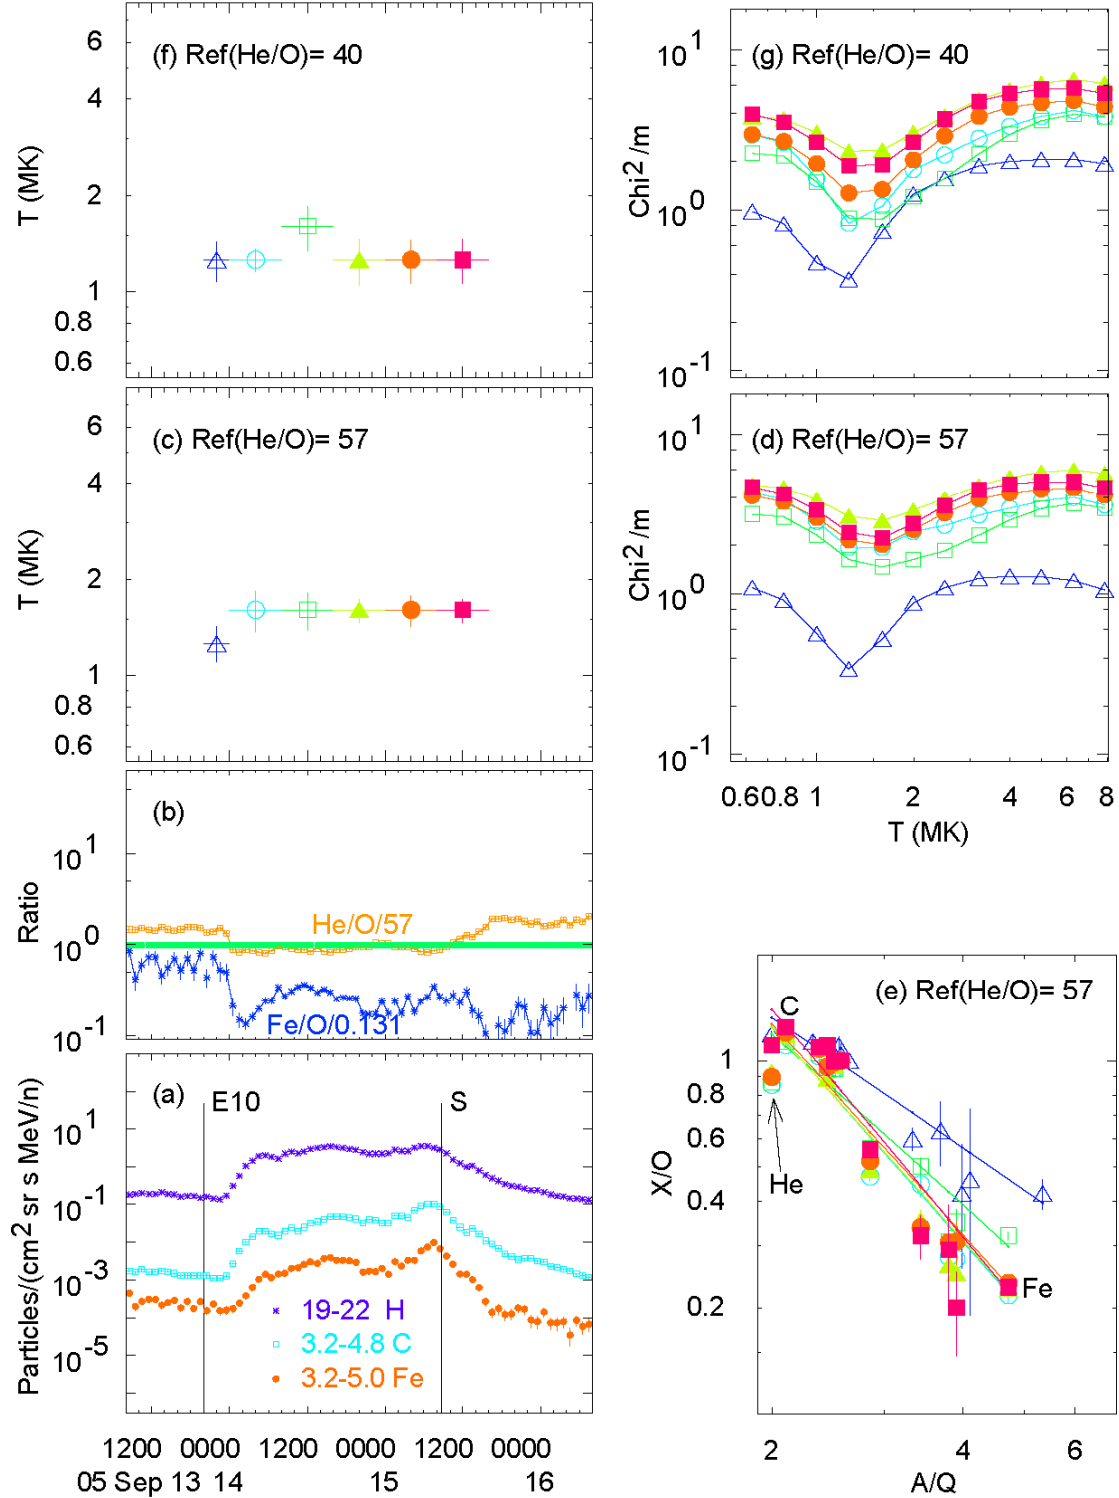 (f) Ref(He/O)= 40
6
4
2
1
0.8
0.6
T (MK)
(g) Ref(He/O)= 40
10^1
10^0
10^-1
Chi^2 /m
(c) Ref(He/O)= 57
6
4
2
1
0.8
0.6
T (MK)
(d) Ref(He/O)= 57
10^1
10^0
10^-1
Chi^2 /m
0.6 0.8 1 2 4 6 8
T (MK)
(b)
10^1
10^0
10^-1
Ratio
He/O/57
Fe/O/0.131
(a)
E10
S
10^1
10^-1
10^-3
10^-5
Particles/(cm^2 sr s MeV/n)
19-22 H
3.2-4.8 C
3.2-5.0 Fe
1200 0000 1200 0000 1200 0000
05 Sep 13 14 15 16
(e) Ref(He/O)= 57
C
He
Fe
1
0.8
0.6
0.4
0.2
X/O
2 4 6
A/Q